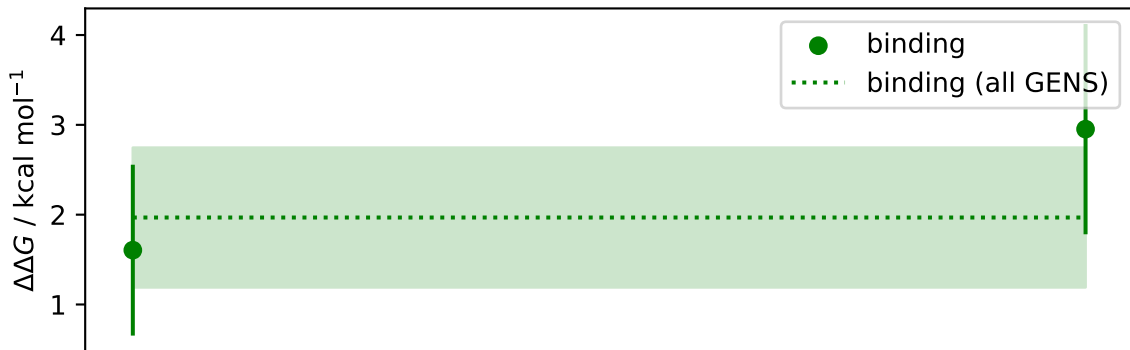 4
3
2
1
ΔΔG / kcal mol⁻¹
binding
binding (all GENS)